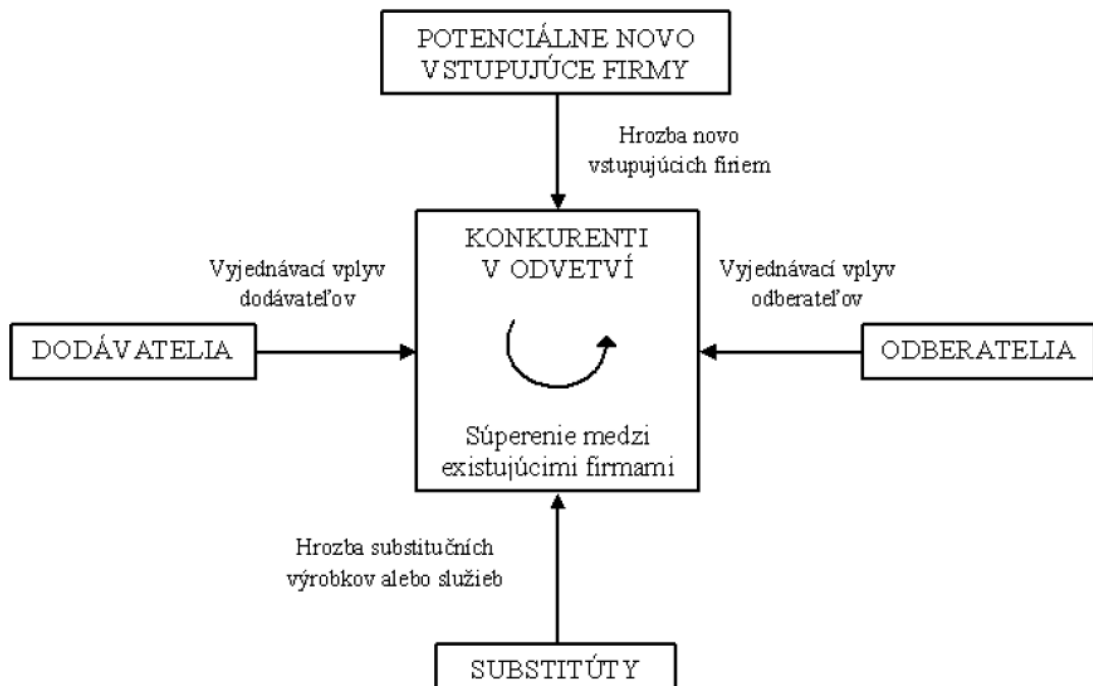 POTENCIÁLNE NOVO
VSTUPUJÚCE FIRMY
Hrozba novo
vstupujúcich firiem
KONKURENTI
V ODVETVÍ
Vyjednávací vplyv
dodávateľov
Vyjednávací vplyv
odberateľov
DODÁVATELIA
ODBERATELIA
Súperenie medzi
existujúcimi firmami
Hrozba substitučních
výrobkov alebo služieb
SUBSTITÚTY